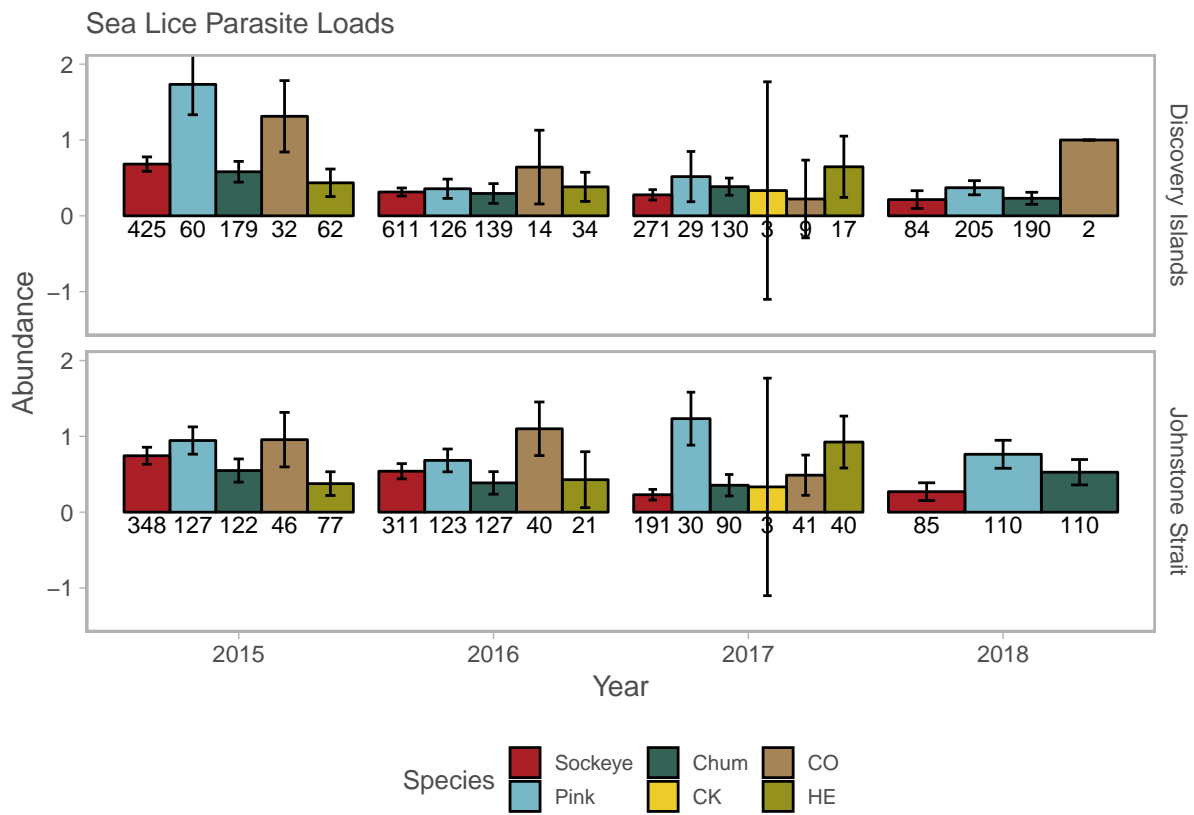 Sea Lice Parasite Loads
2
1
0
−1
425 60 179 32 62 611 126 139 14 34 271 29 130 3 9 17 84 205 190 2
Discovery Islands
Abundance
2
1
0
−1
348 127 122 46 77 311 123 127 40 21 191 30 90 3 41 40 85 110 110
Johnstone Strait
2015 2016 2017 2018
Year
Species
Sockeye Chum CO
Pink CK HE